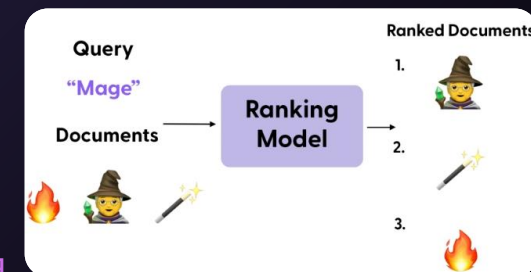 Query
“Mage”
Documents
Ranking
Model
Ranked Documents
1.
2.
3.